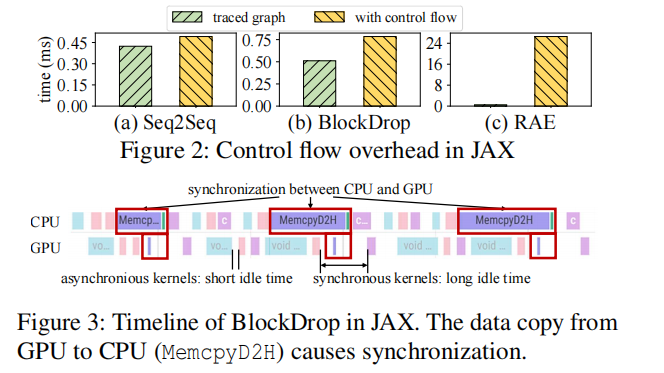 traced graph with control flow
time (ms)
0.45
0.30
0.15
0.00
0.75
0.50
0.25
0.00
24
16
8
0
(a) Seq2Seq (b) BlockDrop (c) RAE
Figure 2: Control flow overhead in JAX
synchronization between CPU and GPU
CPU Memcp... c MemcpyD2H c... c MemcpyD2H c
GPU vo... vo... void ... void ... void ...
asynchronious kernels: short idle time synchronous kernels: long idle time
Figure 3: Timeline of BlockDrop in JAX. The data copy from
GPU to CPU (MemcpyD2H) causes synchronization.